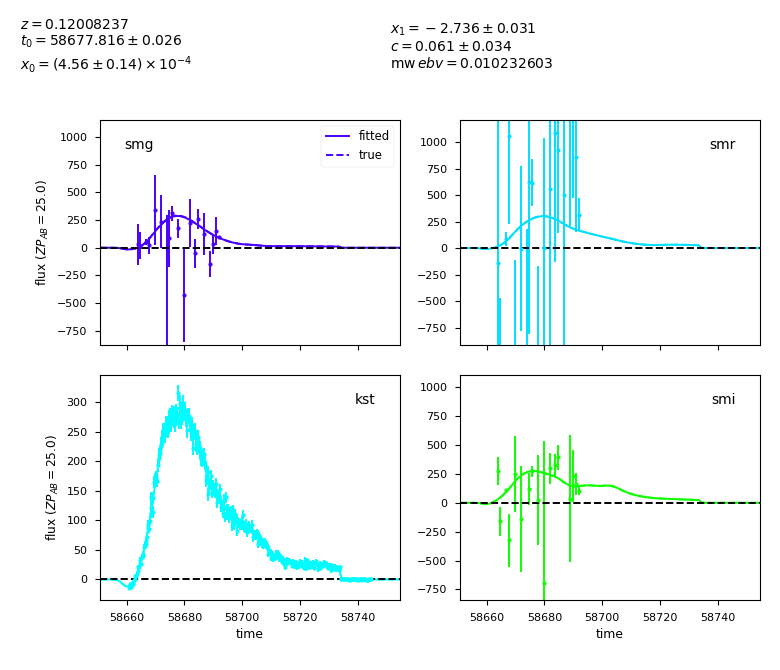 z = 0.12008237
t0 = 58677.816 ± 0.026
x0 = (4.56 ± 0.14) × 10^−4
x1 = − 2.736 ± 0.031
c = 0.061 ± 0.034
mw ebv = 0.010232603
smg
fitted
true
1000
750
500
250
0
−250
−500
−750
flux (ZP_AB = 25.0)
smr
1000
750
500
250
0
−250
−500
−750
kst
300
250
200
150
100
50
0
flux (ZP_AB = 25.0)
58660 58680 58700 58720 58740
time
smi
1000
750
500
250
0
−250
−500
−750
58660 58680 58700 58720 58740
time